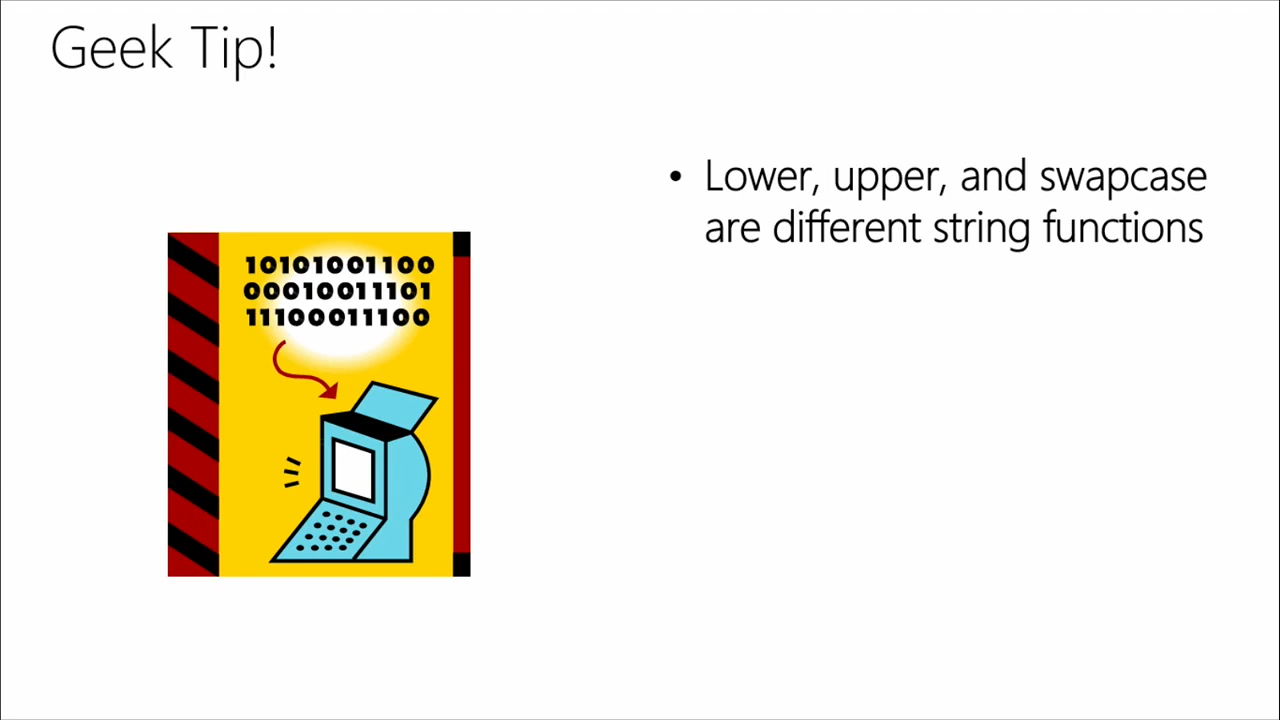 Geek Tip!
• Lower, upper, and swapcase
are different string functions
10101001100
00010011101
11100011100